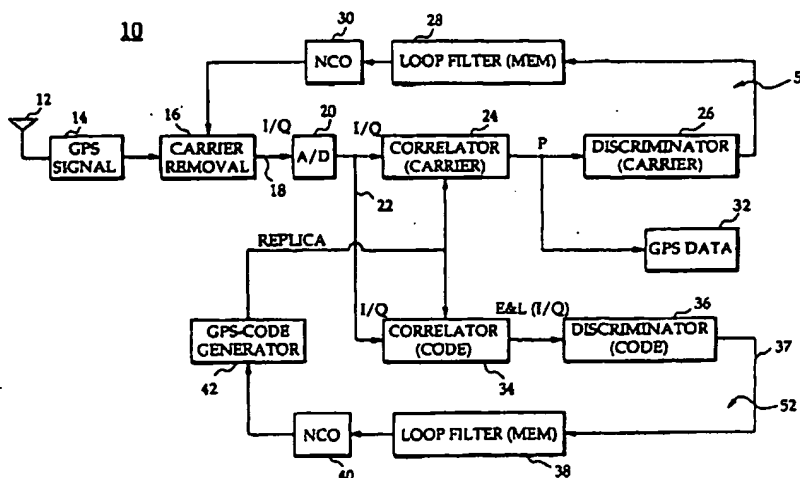 10
30
28
NCO
LOOP FILTER (MEM)
5
12
14
16
20
24
26
I/Q
I/Q
P
GPS SIGNAL
CARRIER REMOVAL
A/D
CORRELATOR (CARRIER)
DISCRIMINATOR (CARRIER)
18
22
32
GPS DATA
REPLICA
I/Q
E&L (I/Q)
36
GPS-CODE GENERATOR
CORRELATOR (CODE)
DISCRIMINATOR (CODE)
37
42
34
52
NCO
LOOP FILTER (MEM)
40
38